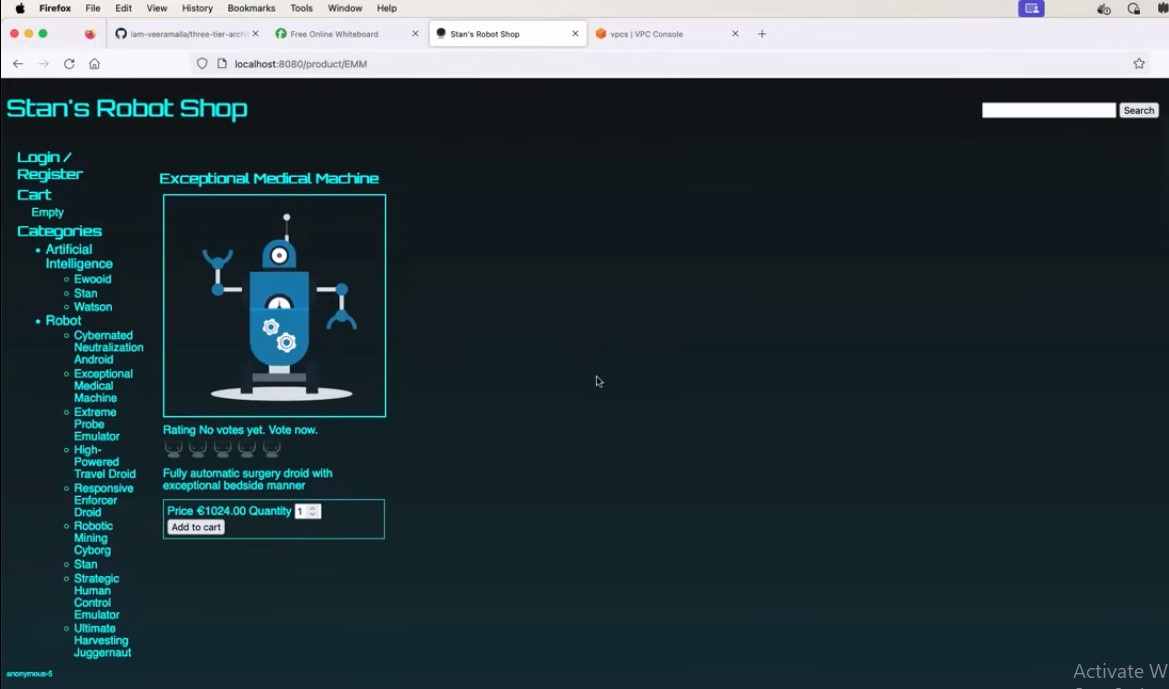 Firefox File Edit View History Bookmarks Tools Window Help
iam-veeramalla/three-tier-archi
Free Online Whiteboard
Stan's Robot Shop
vpcs | VPC Console
localhost:8080/product/EMM
Stan's Robot Shop
Search
Login /
Register
Cart
Empty
Categories
Artificial
Intelligence
Ewooid
Stan
Watson
Robot
Cybernated
Neutralization
Android
Exceptional
Medical
Machine
Extreme
Probe
Emulator
High-
Powered
Travel Droid
Responsive
Enforcer
Droid
Robotic
Mining
Cyborg
Stan
Strategic
Human
Control
Emulator
Ultimate
Harvesting
Juggernaut
anonymous-5
Exceptional Medical Machine
Rating No votes yet. Vote now.
Fully automatic surgery droid with
exceptional bedside manner
Price €1024.00 Quantity 1
Add to cart
Activate W